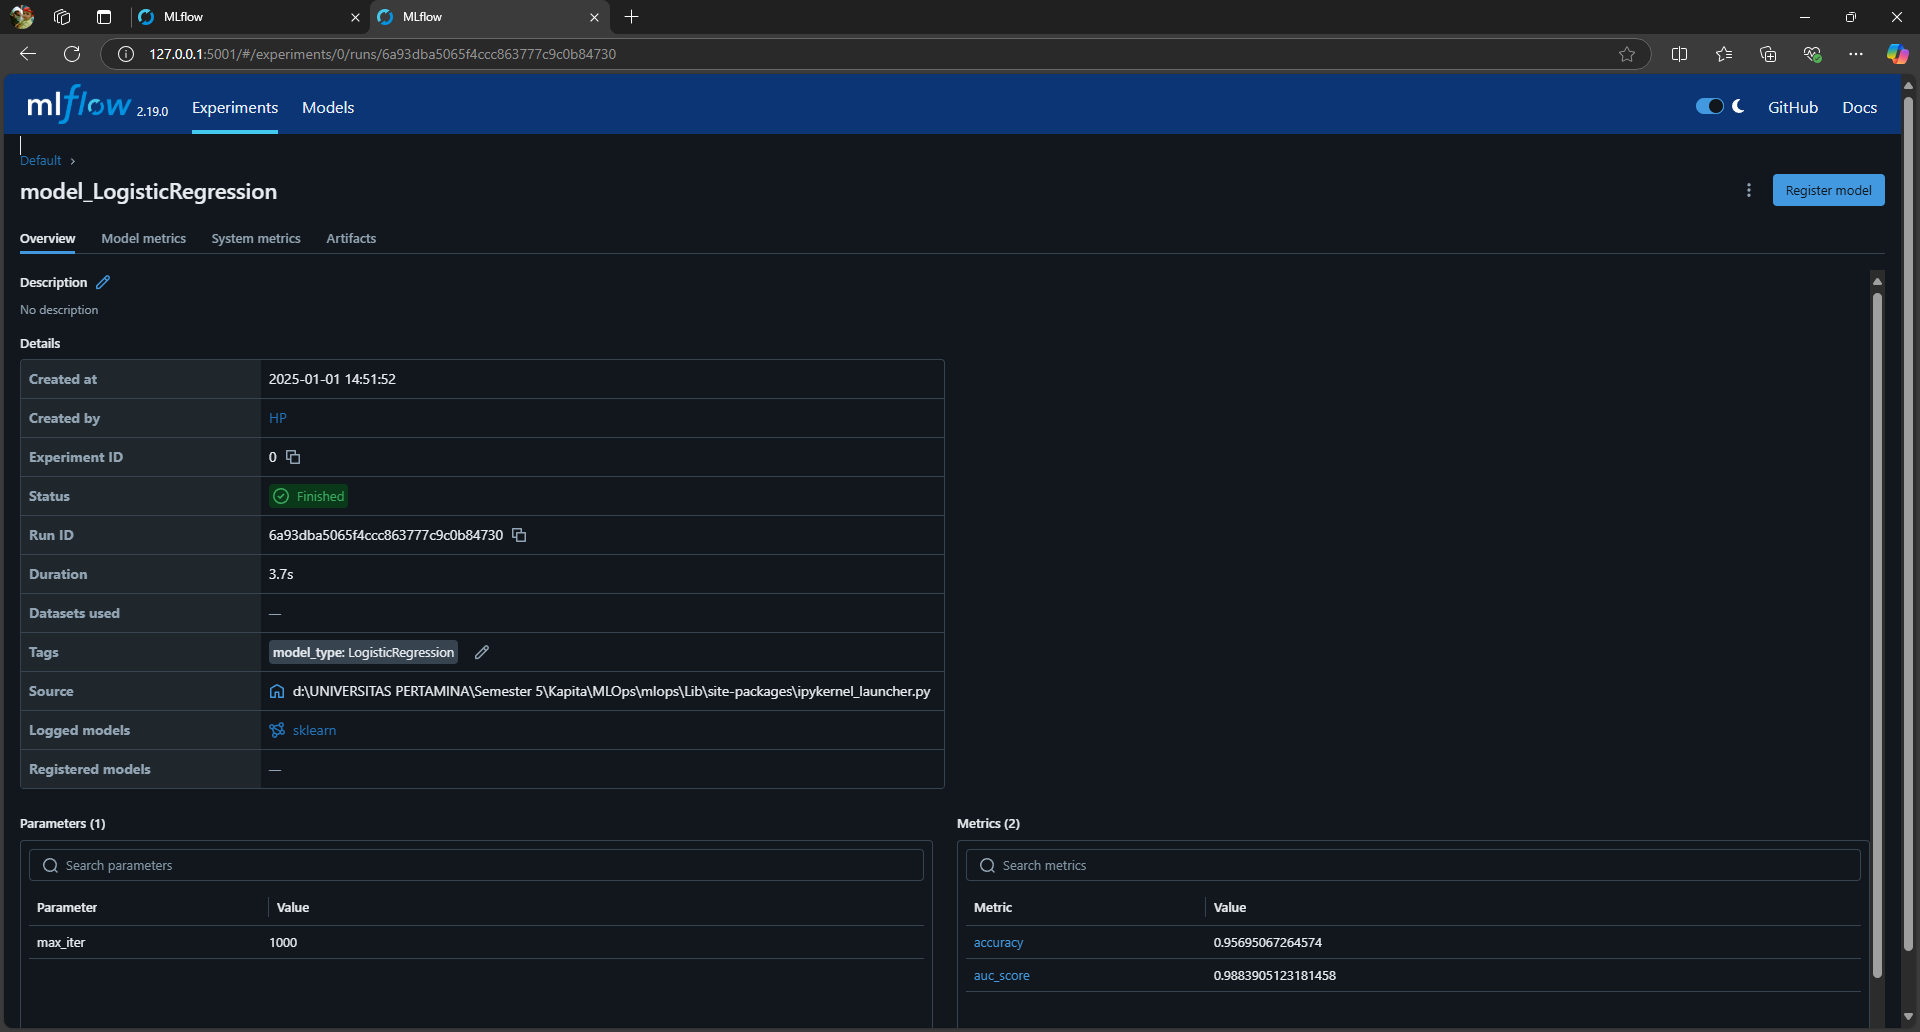 MLflow
MLflow
127.0.0.1:5001/#/experiments/0/runs/6a93dba5065f4ccc863777c9c0b84730
mlflow 2.19.0 Experiments Models GitHub Docs
Default ›
model_LogisticRegression
Register model
Overview Model metrics System metrics Artifacts
Description
No description
Details
Created at 2025-01-01 14:51:52
Created by HP
Experiment ID 0
Status Finished
Run ID 6a93dba5065f4ccc863777c9c0b84730
Duration 3.7s
Datasets used —
Tags model_type: LogisticRegression
Source d:\UNIVERSITAS PERTAMINA\Semester 5\Kapita\MLOps\mlops\Lib\site-packages\ipykernel_launcher.py
Logged models sklearn
Registered models —
Parameters (1)
Search parameters
Parameter Value
max_iter 1000
Metrics (2)
Search metrics
Metric Value
accuracy 0.95695067264574
auc_score 0.9883905123181458